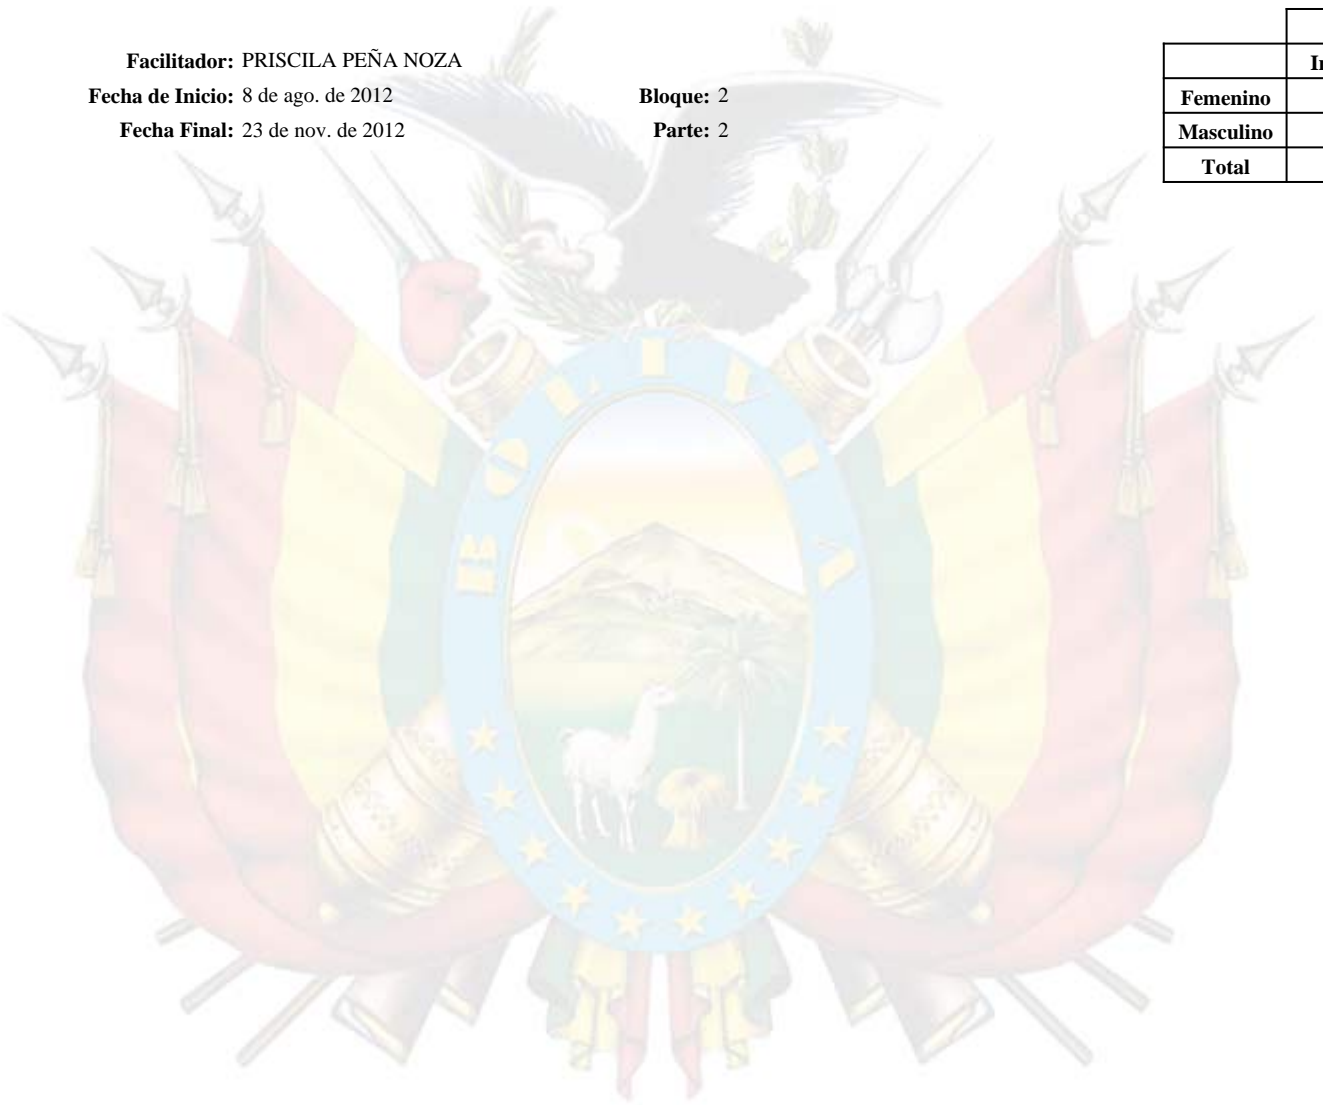 Facilitador: PRISCILA PEÑA NOZA
Fecha de Inicio: 8 de ago. de 2012 Bloque: 2
Fecha Final: 23 de nov. de 2012 Parte: 2
Femenino
Masculino
Total
BOLIVIA